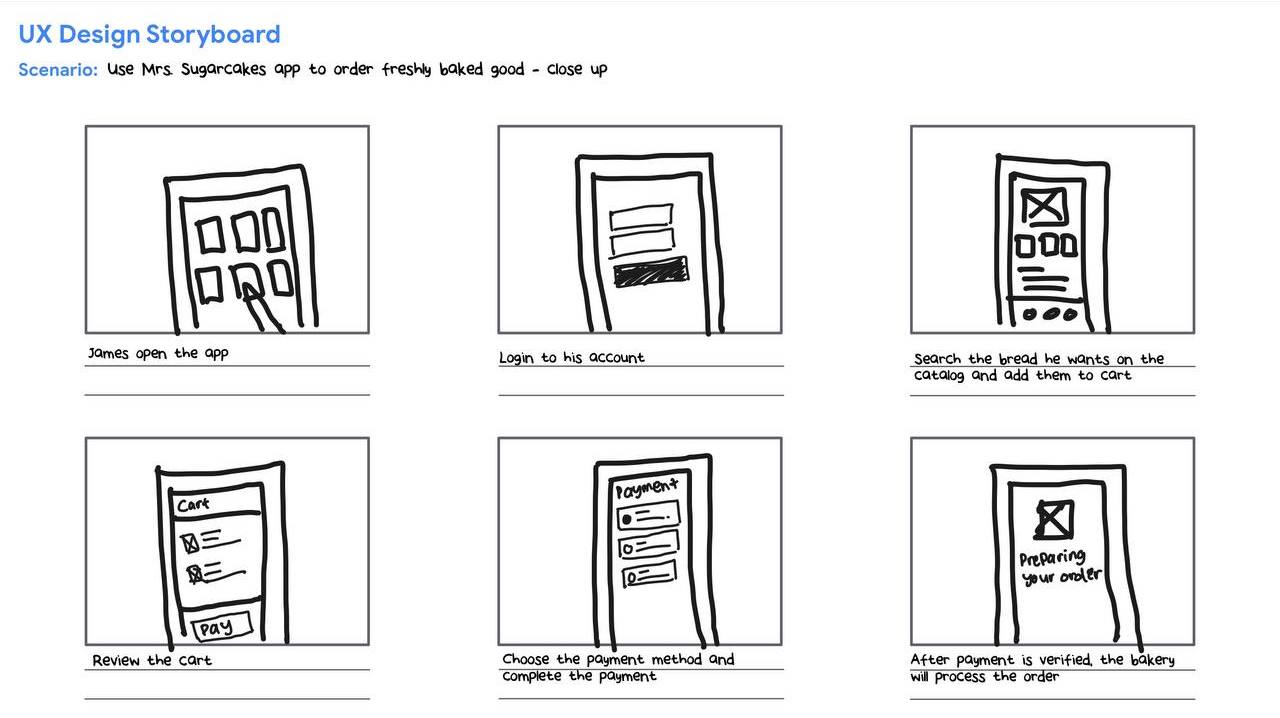 UX Design Storyboard
Scenario: Use Mrs. Sugarcakes app to order freshly baked good - close up
James open the app
Login to his account
Search the bread he wants on the
catalog and add them to cart
Cart
Pay
Review the cart
Payment
Choose the payment method and
complete the payment
Preparing
your order
After payment is verified, the bakery
will process the order